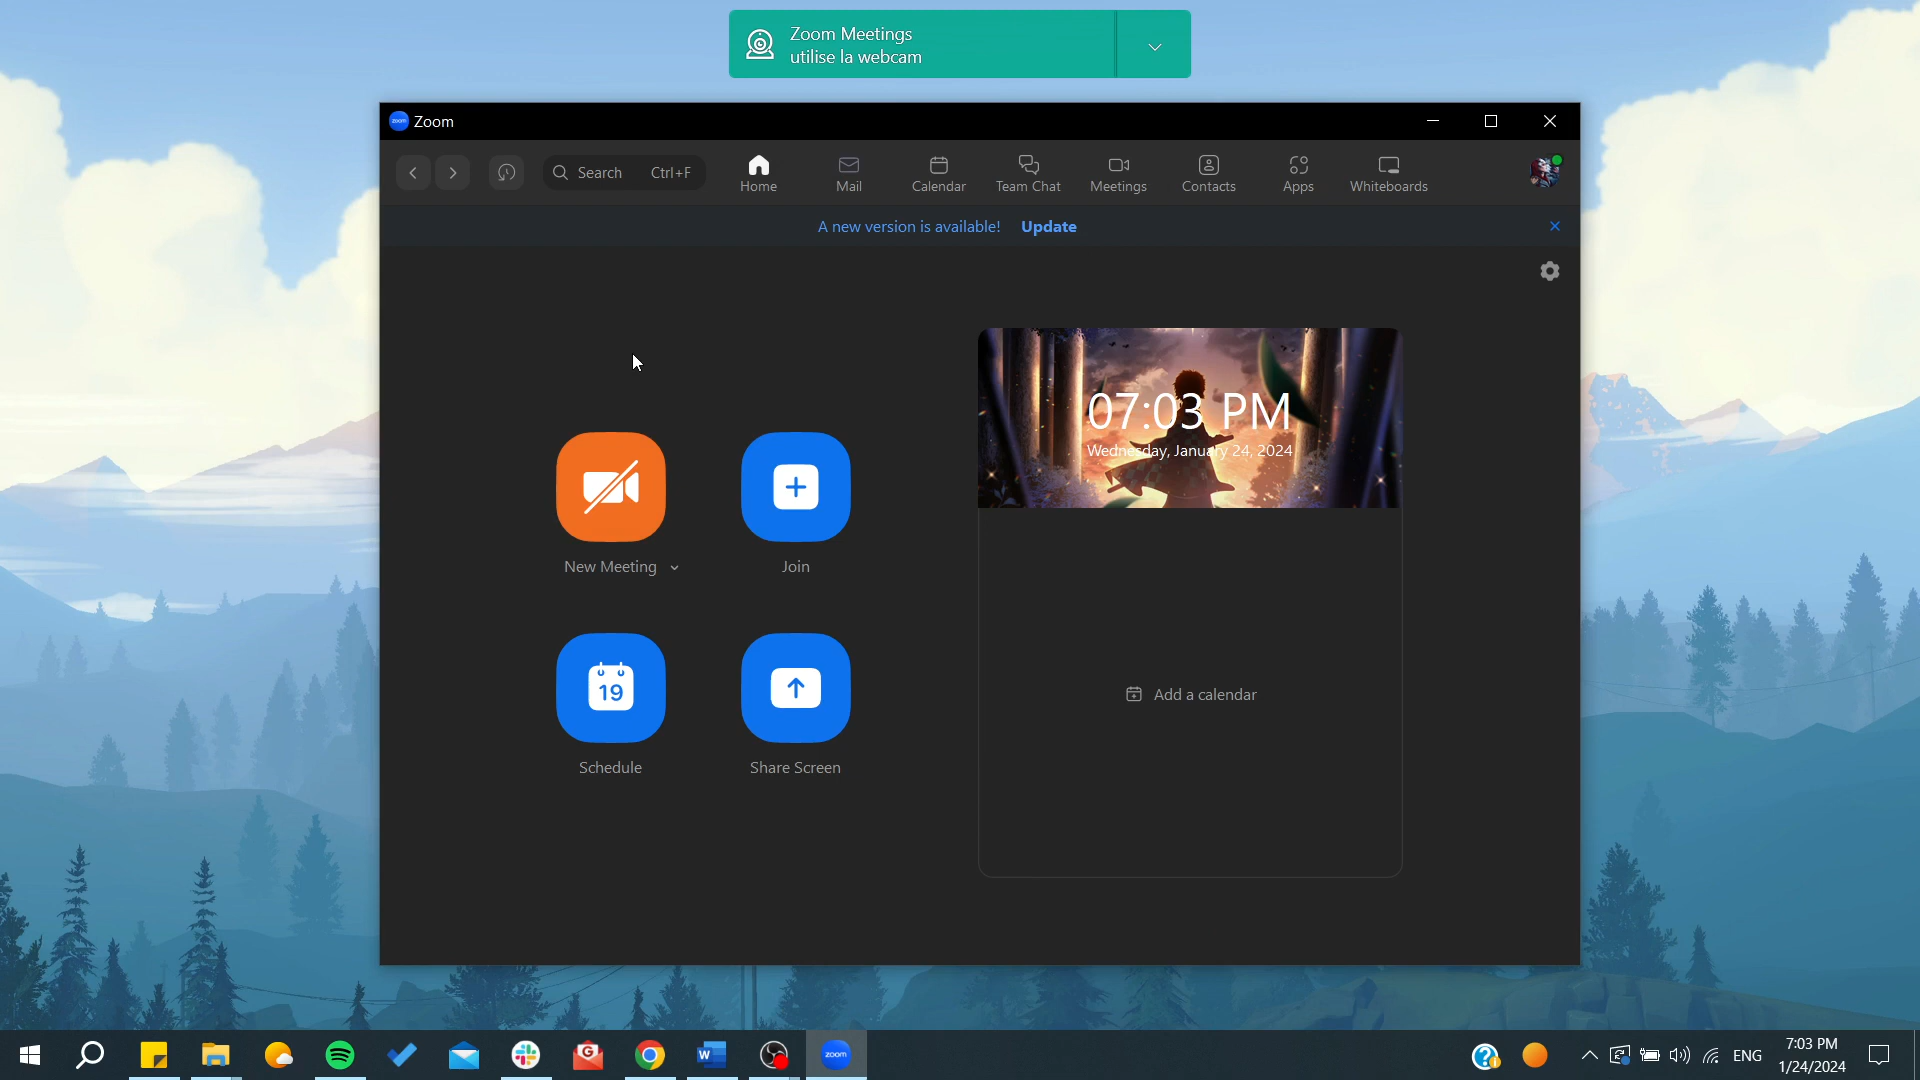 Zoom Meetings
utilise la webcam
zoom Zoom
Search Ctrl+F
Home
Mail
Calendar
Team Chat
Meetings
Contacts
Apps
Whiteboards
A new version is available! Update
07:03 PM
Wednesday, January 24, 2024
New Meeting
Join
19
Schedule
Share Screen
Add a calendar
W
zoom
ENG
7:03 PM
1/24/2024